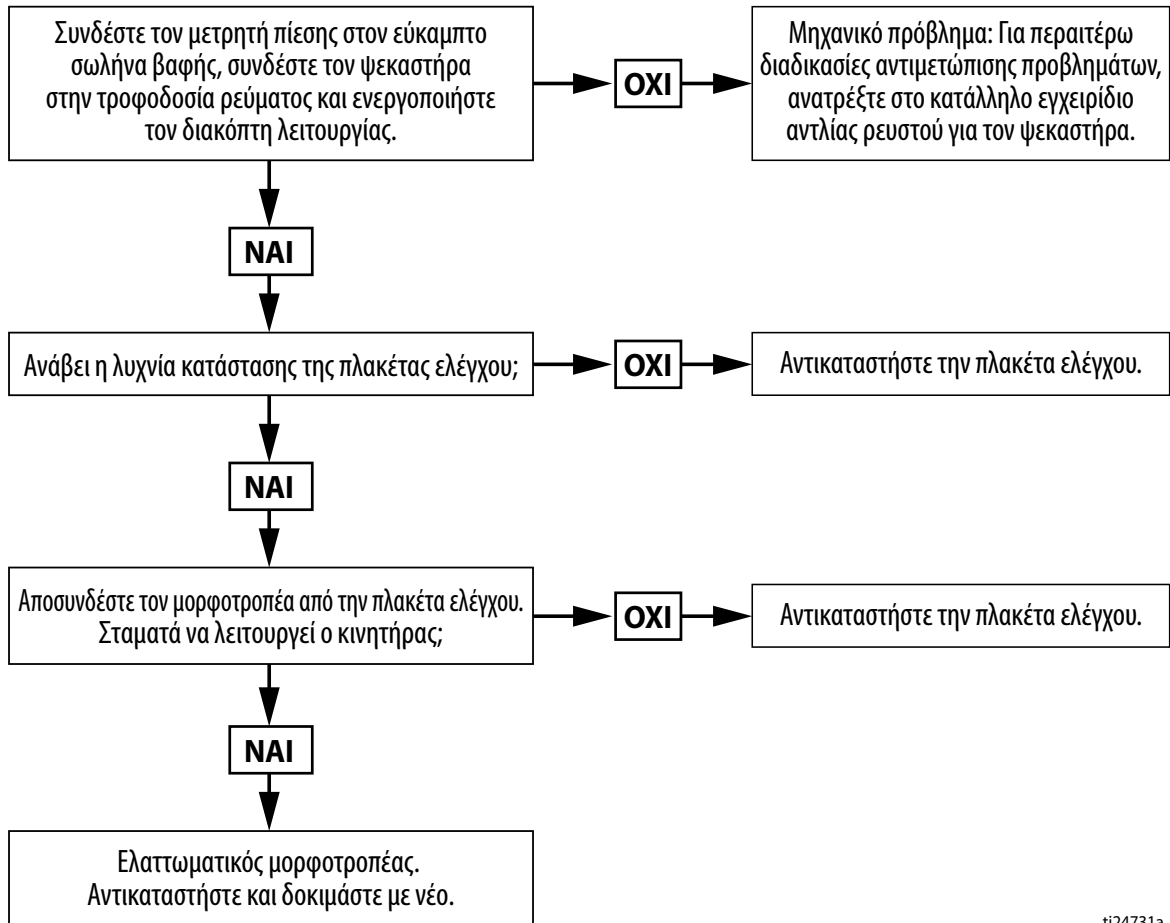 Συνδέστε τον μετρητή πίεσης στον εύκαμπτο
σωλήνα βαφής, συνδέστε τον ψεκαστήρα
στην τροφοδοσία ρεύματος και ενεργοποιήστε
τον διακόπτη λειτουργίας.
ΟΧΙ
Μηχανικό πρόβλημα: Για περαιτέρω
διαδικασίες αντιμετώπισης προβλημάτων,
ανατρέξτε στο κατάλληλο εγχειρίδιο
αντλίας ρευστού για τον ψεκαστήρα.
ΝΑΙ
Ανάβει η λυχνία κατάστασης της πλακέτας ελέγχου;
ΟΧΙ
Αντικαταστήστε την πλακέτα ελέγχου.
ΝΑΙ
Αποσυνδέστε τον μορφοτροπέα από την πλακέτα ελέγχου.
Σταματά να λειτουργεί ο κινητήρας;
ΟΧΙ
Αντικαταστήστε την πλακέτα ελέγχου.
ΝΑΙ
Ελαττωματικός μορφοτροπέας.
Αντικαταστήστε και δοκιμάστε με νέο.
ti24731a